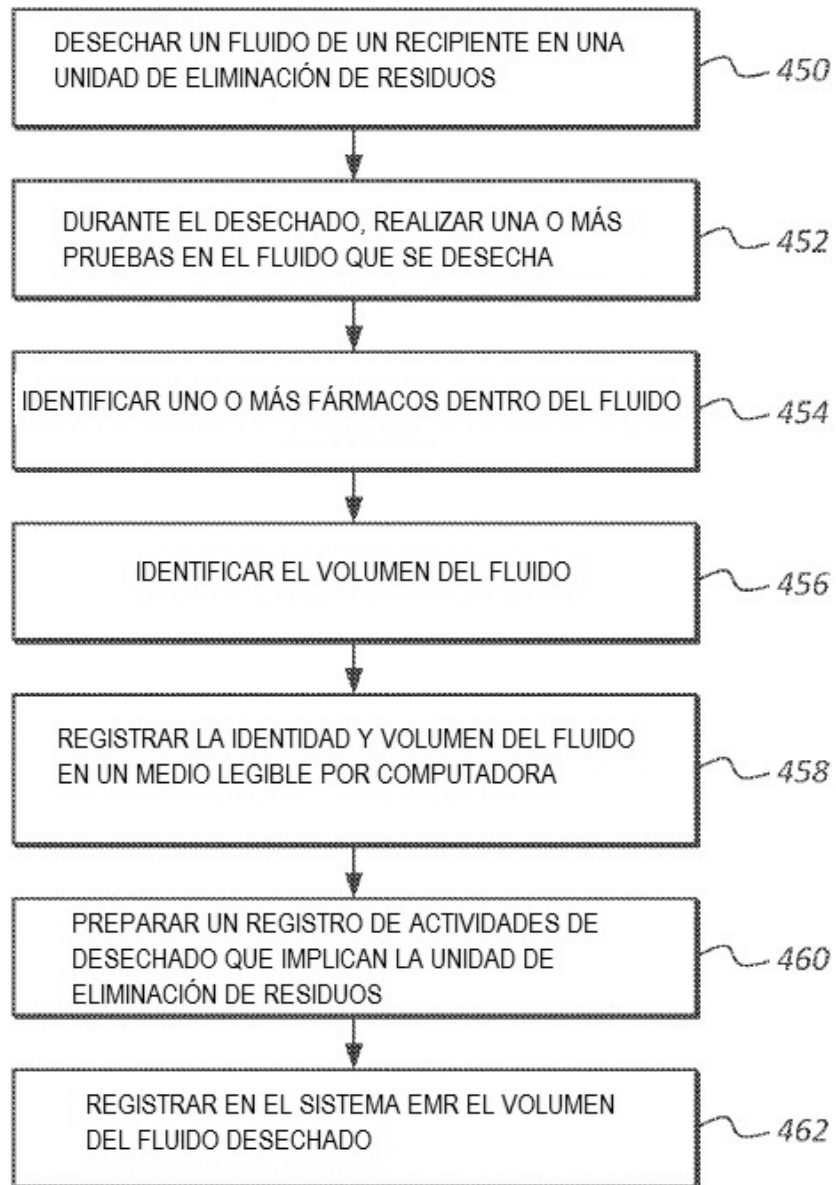 DESECHAR UN FLUIDO DE UN RECIPIENTE EN UNA
UNIDAD DE ELIMINACIÓN DE RESIDUOS
450
DURANTE EL DESECHADO, REALIZAR UNA O MÁS
PRUEBAS EN EL FLUIDO QUE SE DESECHA
452
IDENTIFICAR UNO O MÁS FÁRMACOS DENTRO DEL FLUIDO
454
IDENTIFICAR EL VOLUMEN DEL FLUIDO
456
REGISTRAR LA IDENTIDAD Y VOLUMEN DEL FLUIDO
EN UN MEDIO LEGIBLE POR COMPUTADORA
458
PREPARAR UN REGISTRO DE ACTIVIDADES DE
DESECHADO QUE IMPLICAN LA UNIDAD DE
ELIMINACIÓN DE RESIDUOS
460
REGISTRAR EN EL SISTEMA EMR EL VOLUMEN
DEL FLUIDO DESECHADO
462